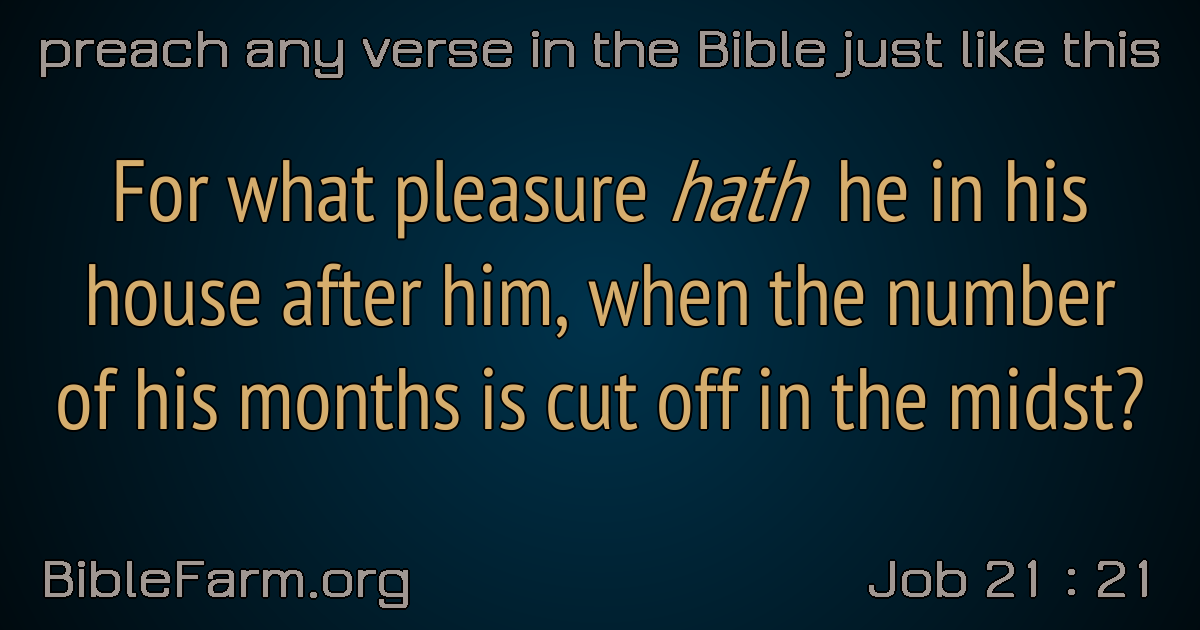 preach any verse in the Bible just like this
For what pleasure hath he in his
house after him, when the number
of his months is cut off in the midst?
BibleFarm.org
Job 21 : 21